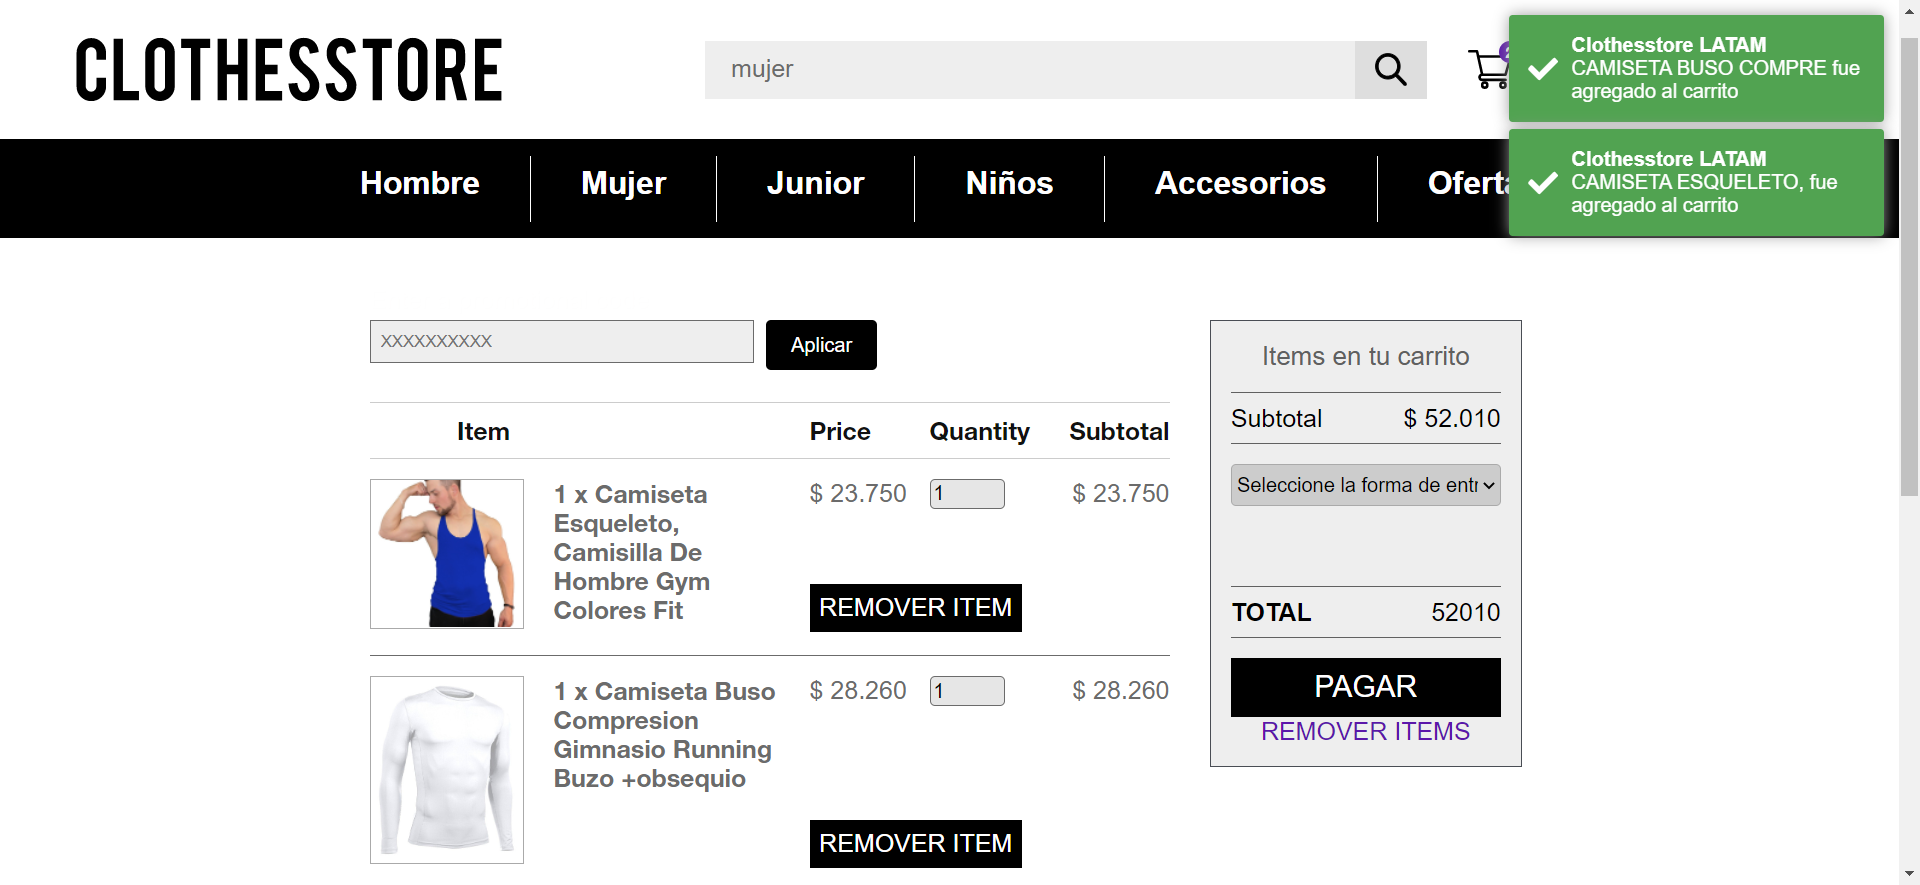 CLOTHESSTORE
mujer
Clothesstore LATAM
CAMISETA BUSO COMPRE fue
agregado al carrito
Clothesstore LATAM
CAMISETA ESQUELETO, fue
agregado al carrito
Hombre
Mujer
Junior
Niños
Accesorios
XXXXXXXXXX
Aplicar
Item
Price
Quantity
Subtotal
1 x Camiseta
Esqueleto,
Camisilla De
Hombre Gym
Colores Fit
$ 23.750
1
$ 23.750
REMOVER ITEM
1 x Camiseta Buso
Compresion
Gimnasio Running
Buzo +obsequio
$ 28.260
1
$ 28.260
REMOVER ITEM
Items en tu carrito
Subtotal
$ 52.010
Seleccione la forma de entr
TOTAL
52010
PAGAR
REMOVER ITEMS